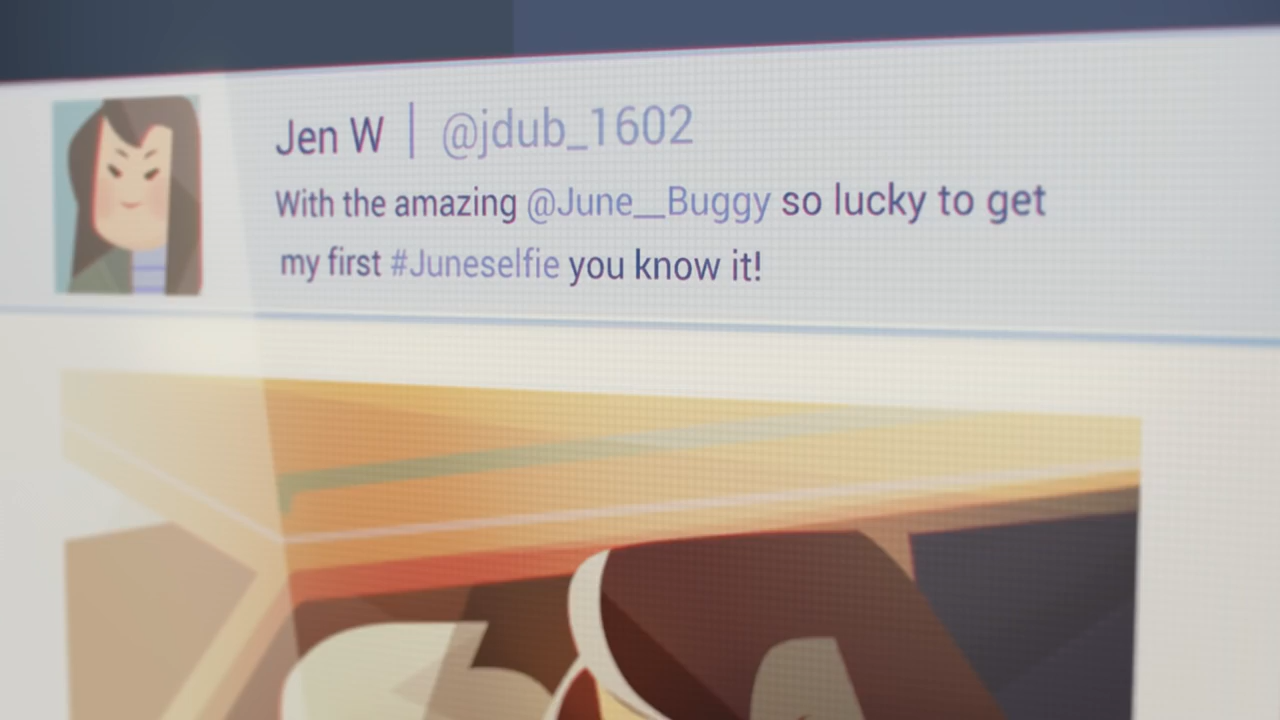 Jen W | @jdub_1602
With the amazing @June__Buggy so lucky to get
my first #Juneselfie you know it!